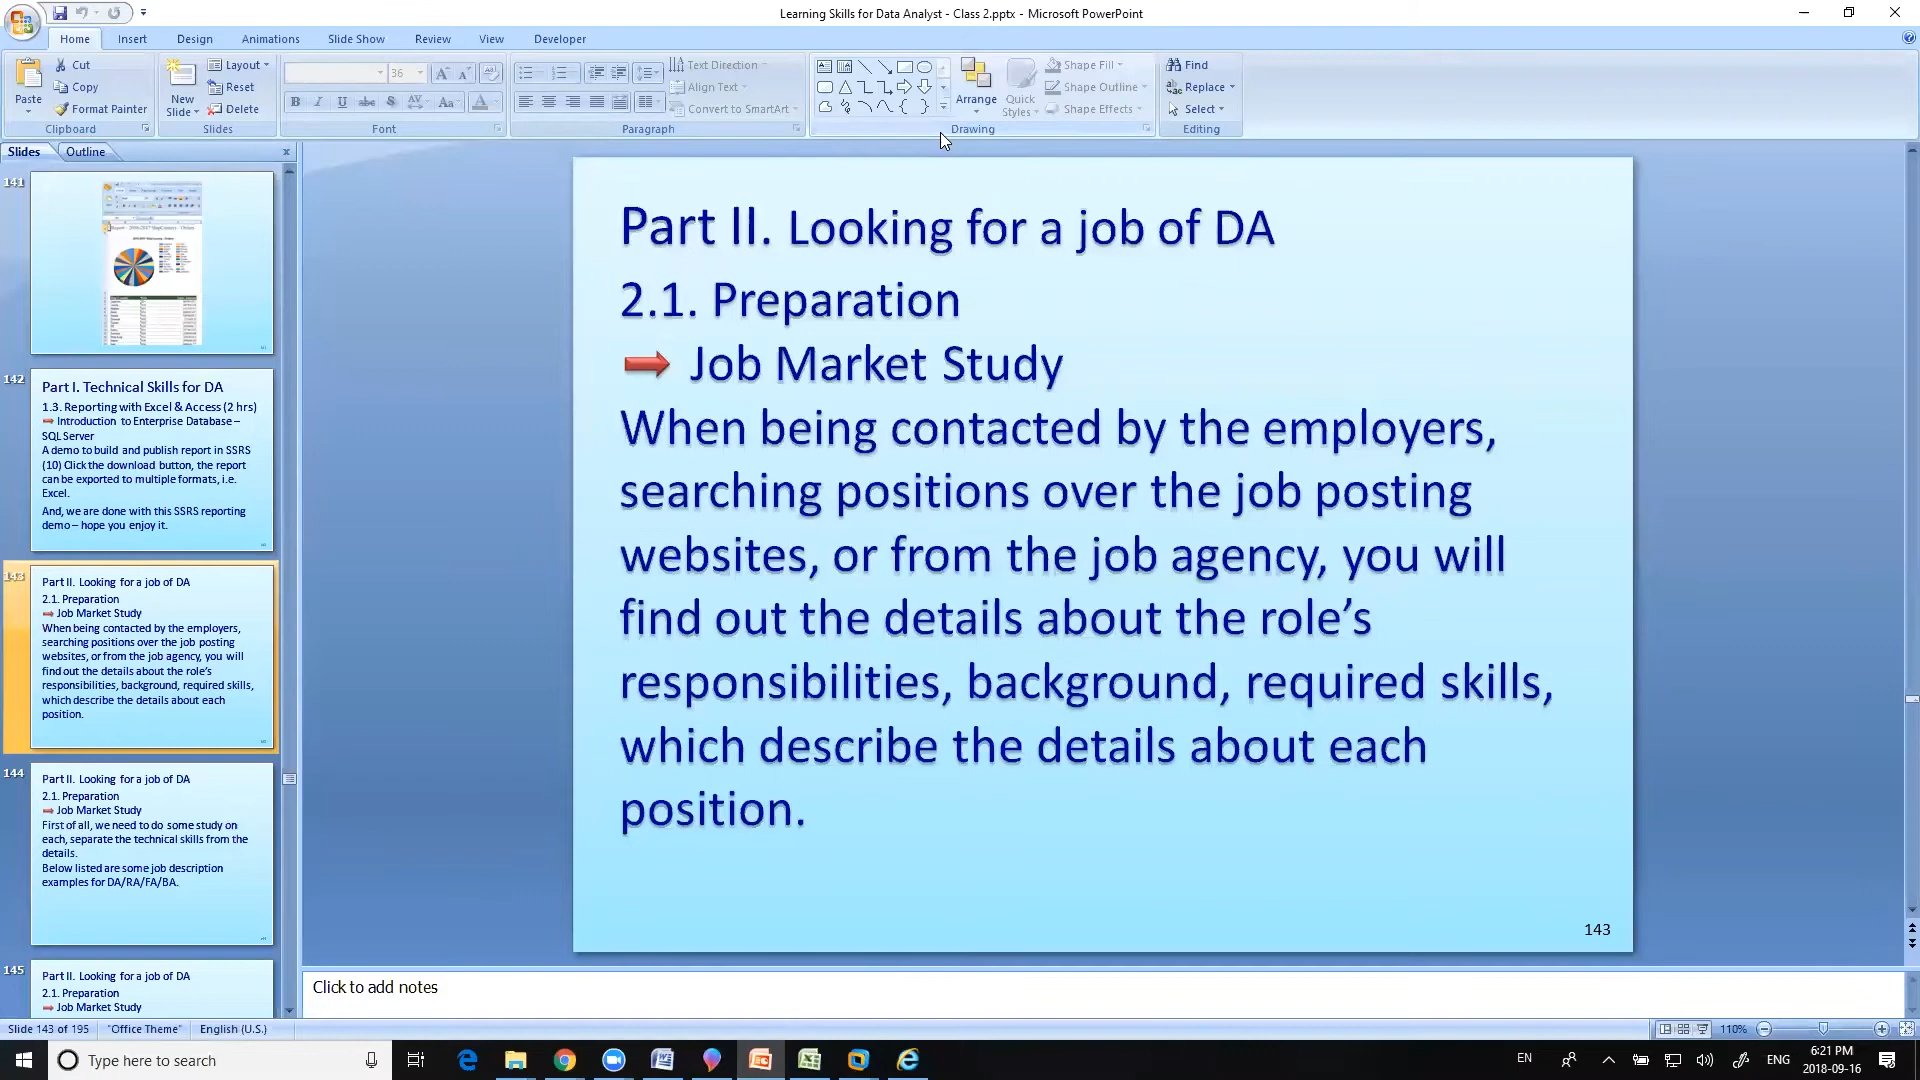 Learning Skills for Data Analyst - Class 2.pptx - Microsoft PowerPoint
Home Insert Design Animations Slide Show Review View Developer
Paste
Cut
Copy
Format Painter
Clipboard
New Slide
Layout
Reset
Delete
Slides
36
Font
Text Direction
Align Text
Convert to SmartArt
Paragraph
Arrange
Quick Styles
Shape Fill
Shape Outline
Shape Effects
Drawing
Find
Replace
Select
Editing
Slides Outline
141
142
Part I. Technical Skills for DA
1.3. Reporting with Excel & Access (2 hrs)
Introduction to Enterprise Database –
SQL Server
A demo to build and publish report in SSRS
(10) Click the download button, the report
can be exported to multiple formats, i.e.
Excel.
And, we are done with this SSRS reporting
demo – hope you enjoy it.
143
Part II. Looking for a job of DA
2.1. Preparation
Job Market Study
When being contacted by the employers,
searching positions over the job posting
websites, or from the job agency, you will
find out the details about the role’s
responsibilities, background, required skills,
which describe the details about each
position.
144
Part II. Looking for a job of DA
2.1. Preparation
Job Market Study
First of all, we need to do some study on
each, separate the technical skills from the
details.
Below listed are some job description
examples for DA/RA/FA/BA.
145
Part II. Looking for a job of DA
2.1. Preparation
Job Market Study
Part II. Looking for a job of DA
2.1. Preparation
Job Market Study
When being contacted by the employers,
searching positions over the job posting
websites, or from the job agency, you will
find out the details about the role’s
responsibilities, background, required skills,
which describe the details about each
position.
143
Click to add notes
Slide 143 of 195 "Office Theme" English (U.S.) 110%
Type here to search
EN
ENG
6:21 PM
2018-09-16